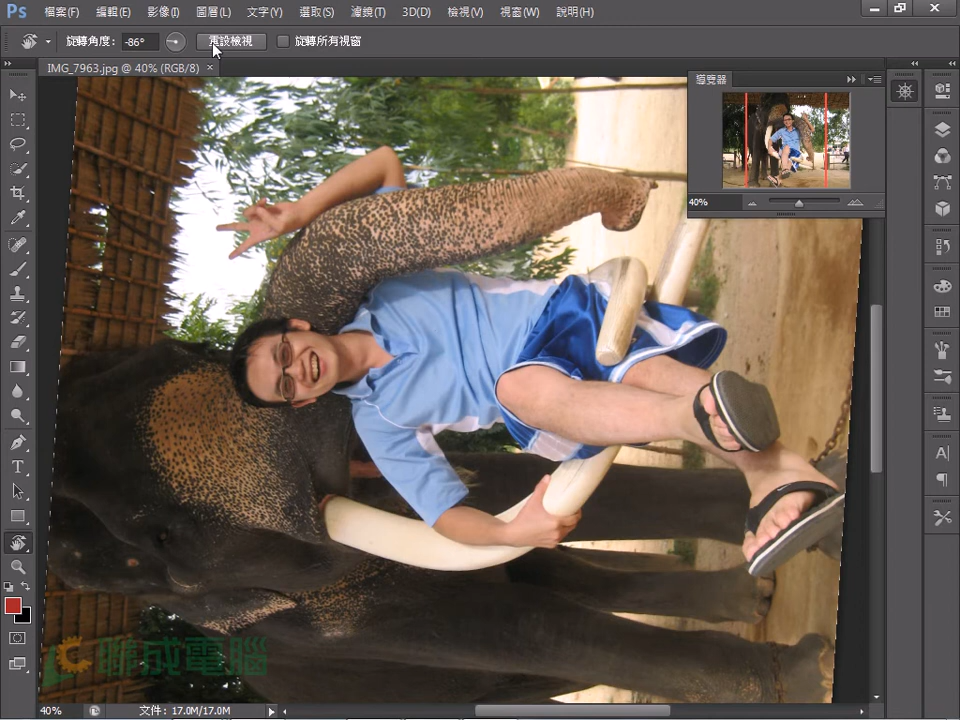 Ps 檔案(F) 編輯(E) 影像(I) 圖層(L) 文字(Y) 選取(S) 濾鏡(T) 3D(D) 檢視(V) 視窗(W) 說明(H)
旋轉角度: -86° 重設檢視 旋轉所有視窗
IMG_7963.jpg @ 40% (RGB/8) ×
導覽器
40%
聯成電腦
40% 文件: 17.0M/17.0M